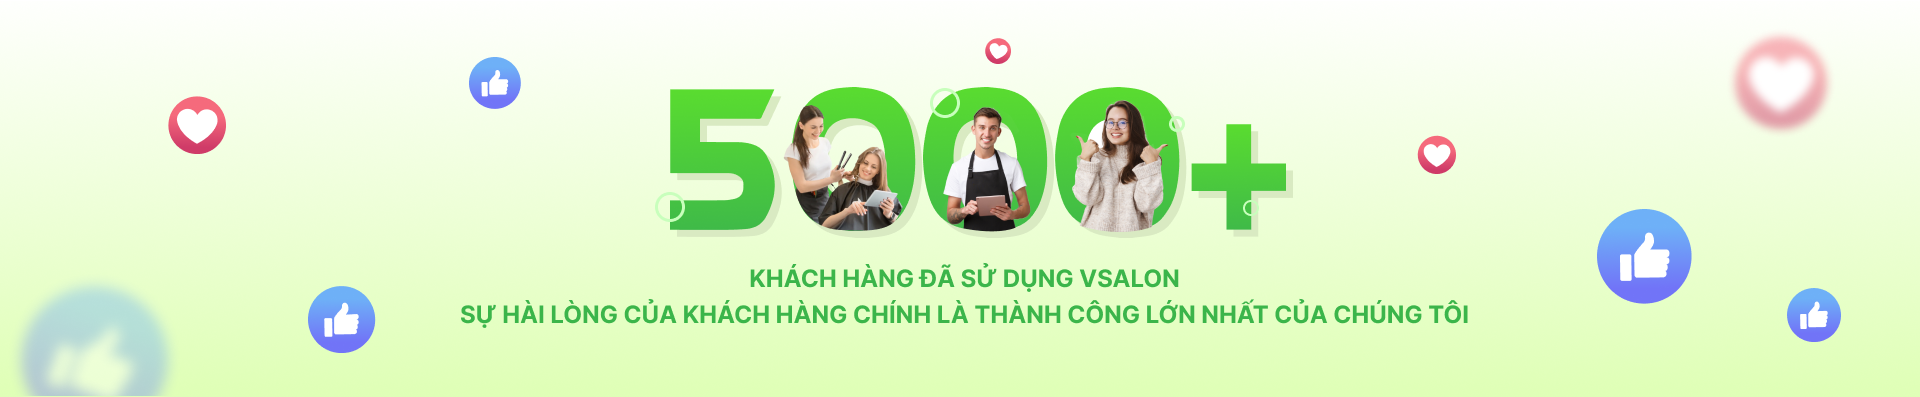 5000+
KHÁCH HÀNG ĐÃ SỬ DỤNG VSALON
SỰ HÀI LÒNG CỦA KHÁCH HÀNG CHÍNH LÀ THÀNH CÔNG LỚN NHẤT CỦA CHÚNG TÔI